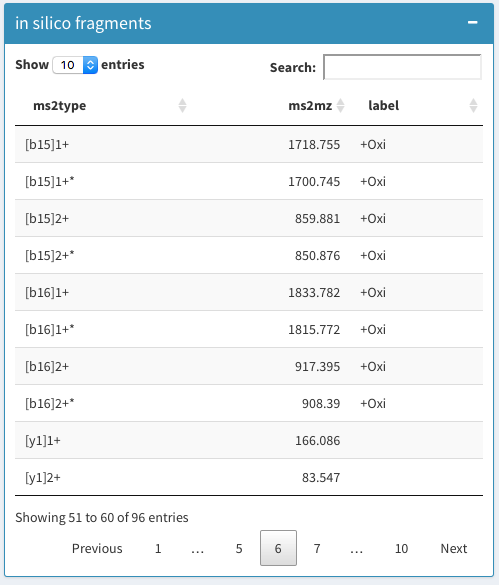 in silico fragments −
Show 10 entries Search:
ms2type ms2mz label
[b15]1+ 1718.755 +Oxi
[b15]1+* 1700.745 +Oxi
[b15]2+ 859.881 +Oxi
[b15]2+* 850.876 +Oxi
[b16]1+ 1833.782 +Oxi
[b16]1+* 1815.772 +Oxi
[b16]2+ 917.395 +Oxi
[b16]2+* 908.39 +Oxi
[y1]1+ 166.086
[y1]2+ 83.547
Showing 51 to 60 of 96 entries
Previous 1 … 5 6 7 … 10 Next